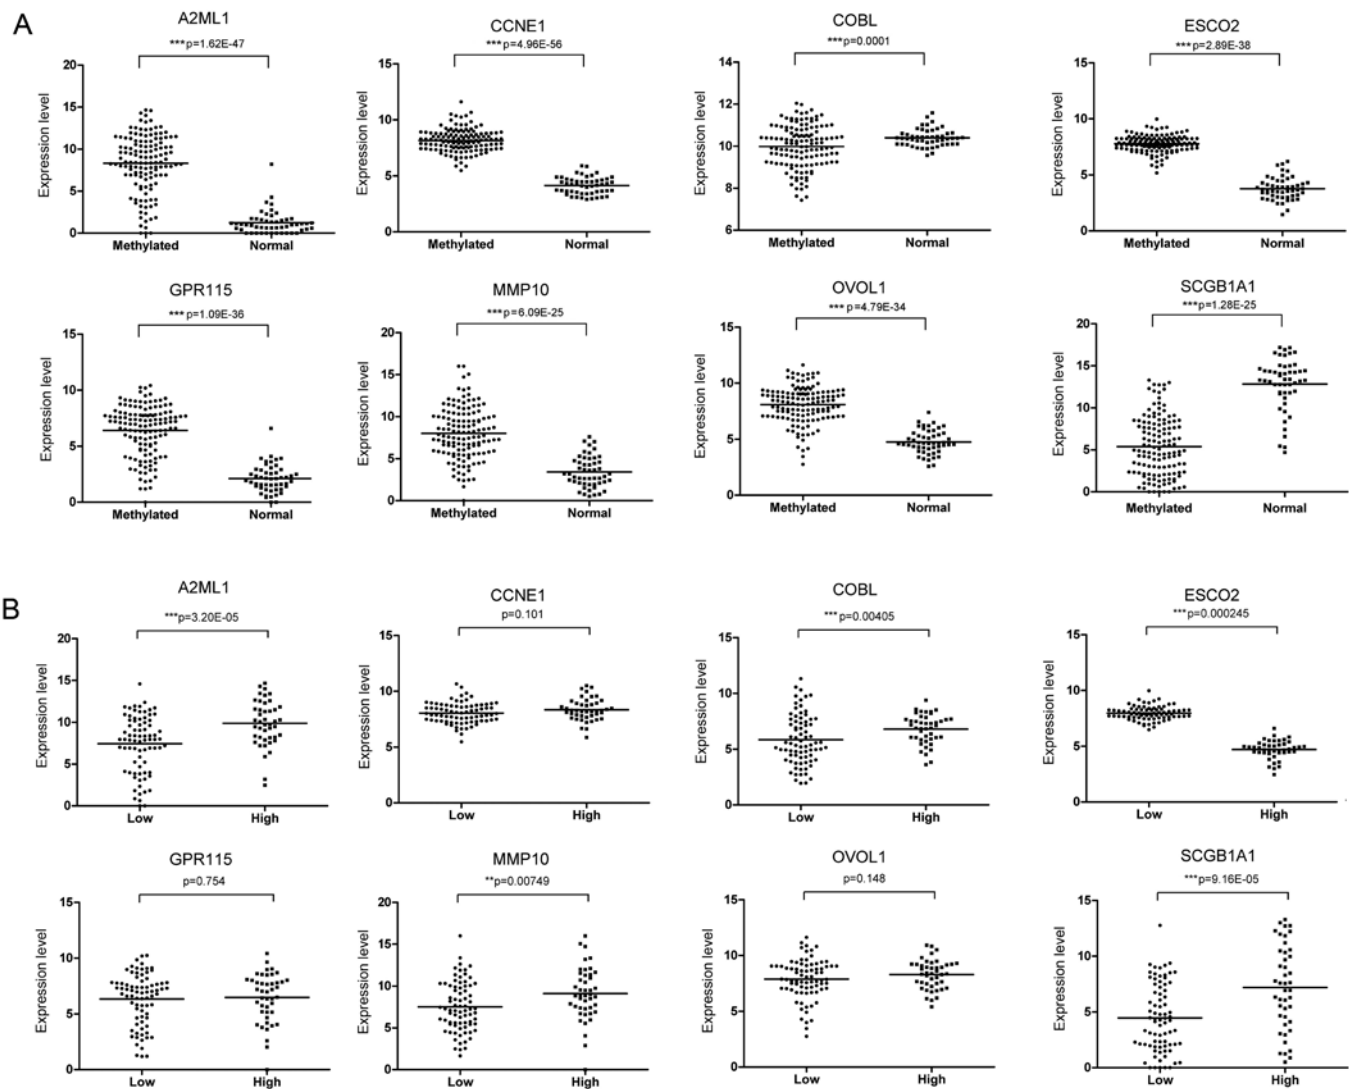 A
A2ML1
***p=1.62E-47
Expression level
20
15
10
5
0
Methylated
Normal
CCNE1
***p=4.96E-56
Expression level
15
10
5
0
Methylated
Normal
COBL
***p=0.0001
Expression level
14
12
10
8
6
Methylated
Normal
ESCO2
***p=2.89E-38
Expression level
15
10
5
0
Methylated
Normal
GPR115
*** p=1.09E-36
Expression level
15
10
5
0
Methylated
Normal
MMP10
***p=6.09E-25
Expression level
20
15
10
5
0
Methylated
Normal
OVOL1
*** p=4.79E-34
Expression level
15
10
5
0
Methylated
Normal
SCGB1A1
***p=1.28E-25
Expression level
20
15
10
5
0
Methylated
Normal
B
A2ML1
***p=3.20E-05
Expression level
20
15
10
5
0
Low
High
CCNE1
p=0.101
Expression level
15
10
5
0
Low
High
COBL
***p=0.00405
Expression level
15
10
5
0
Low
High
ESCO2
***p=0.000245
Expression level
15
10
5
0
Low
High
GPR115
p=0.754
Expression level
15
10
5
0
Low
High
MMP10
**p=0.00749
Expression level
20
15
10
5
0
Low
High
OVOL1
p=0.148
Expression level
15
10
5
0
Low
High
SCGB1A1
***p=9.16E-05
Expression level
15
10
5
0
Low
High